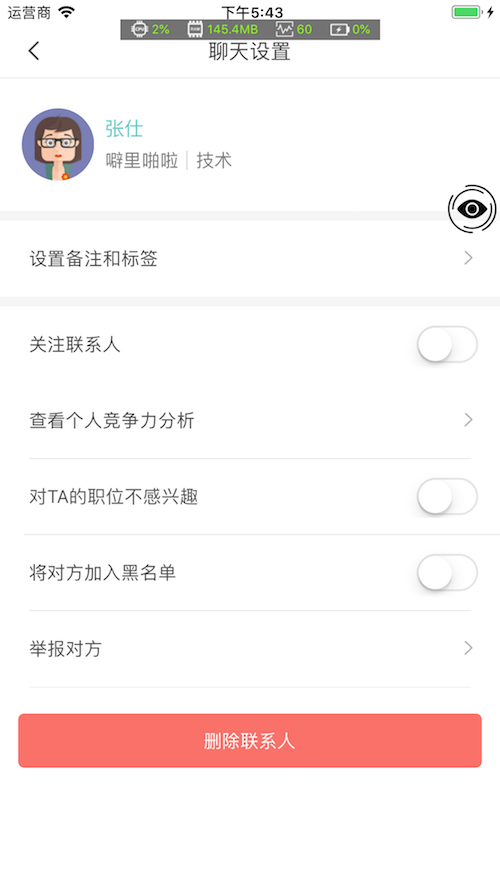 运营商 下午5:43
2% 145.4MB 60 0%
聊天设置
张仕
噼里啪啦 | 技术
设置备注和标签
关注联系人
查看个人竞争力分析
对TA的职位不感兴趣
将对方加入黑名单
举报对方
删除联系人